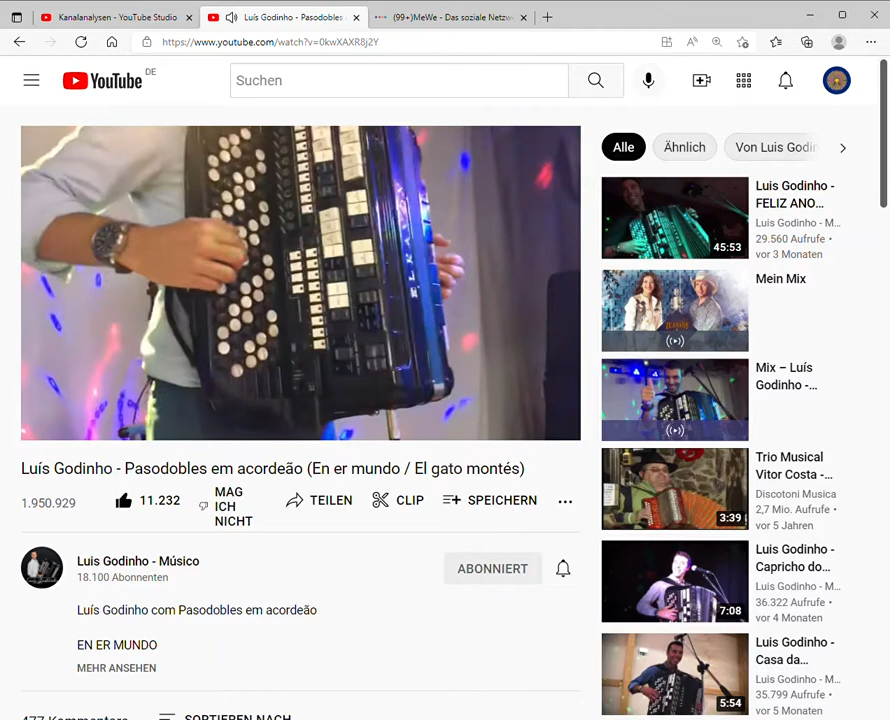 Kanalanalysen - YouTube Studio
Luís Godinho - Pasodobles
(99+)MeWe - Das soziale Netzw
https://www.youtube.com/watch?v=0kwXAXR8j2Y
YouTube DE
Suchen
ELKA
Alle
Ähnlich
Von Luis Godin
Luis Godinho -
FELIZ ANO...
Luis Godinho - M...
29.560 Aufrufe •
vor 3 Monaten
45:53
Mein Mix
Mix – Luís
Godinho -...
Trio Musical
Vitor Costa -...
Discotoni Musica
2,7 Mio. Aufrufe •
vor 5 Jahren
3:39
Luis Godinho -
Capricho do...
Luis Godinho - M...
36.322 Aufrufe •
vor 4 Monaten
7:08
Luis Godinho -
Casa da...
Luis Godinho - M...
35.799 Aufrufe •
vor 5 Monaten
5:54
Luís Godinho - Pasodobles em acordeão (En er mundo / El gato montés)
1.950.929
11.232
MAG
ICH
NICHT
TEILEN
CLIP
SPEICHERN
Luis Godinho - Músico
18.100 Abonnenten
ABONNIERT
Luís Godinho com Pasodobles em acordeão
EN ER MUNDO
MEHR ANSEHEN
477 Kommentare
SORTIEREN NACH